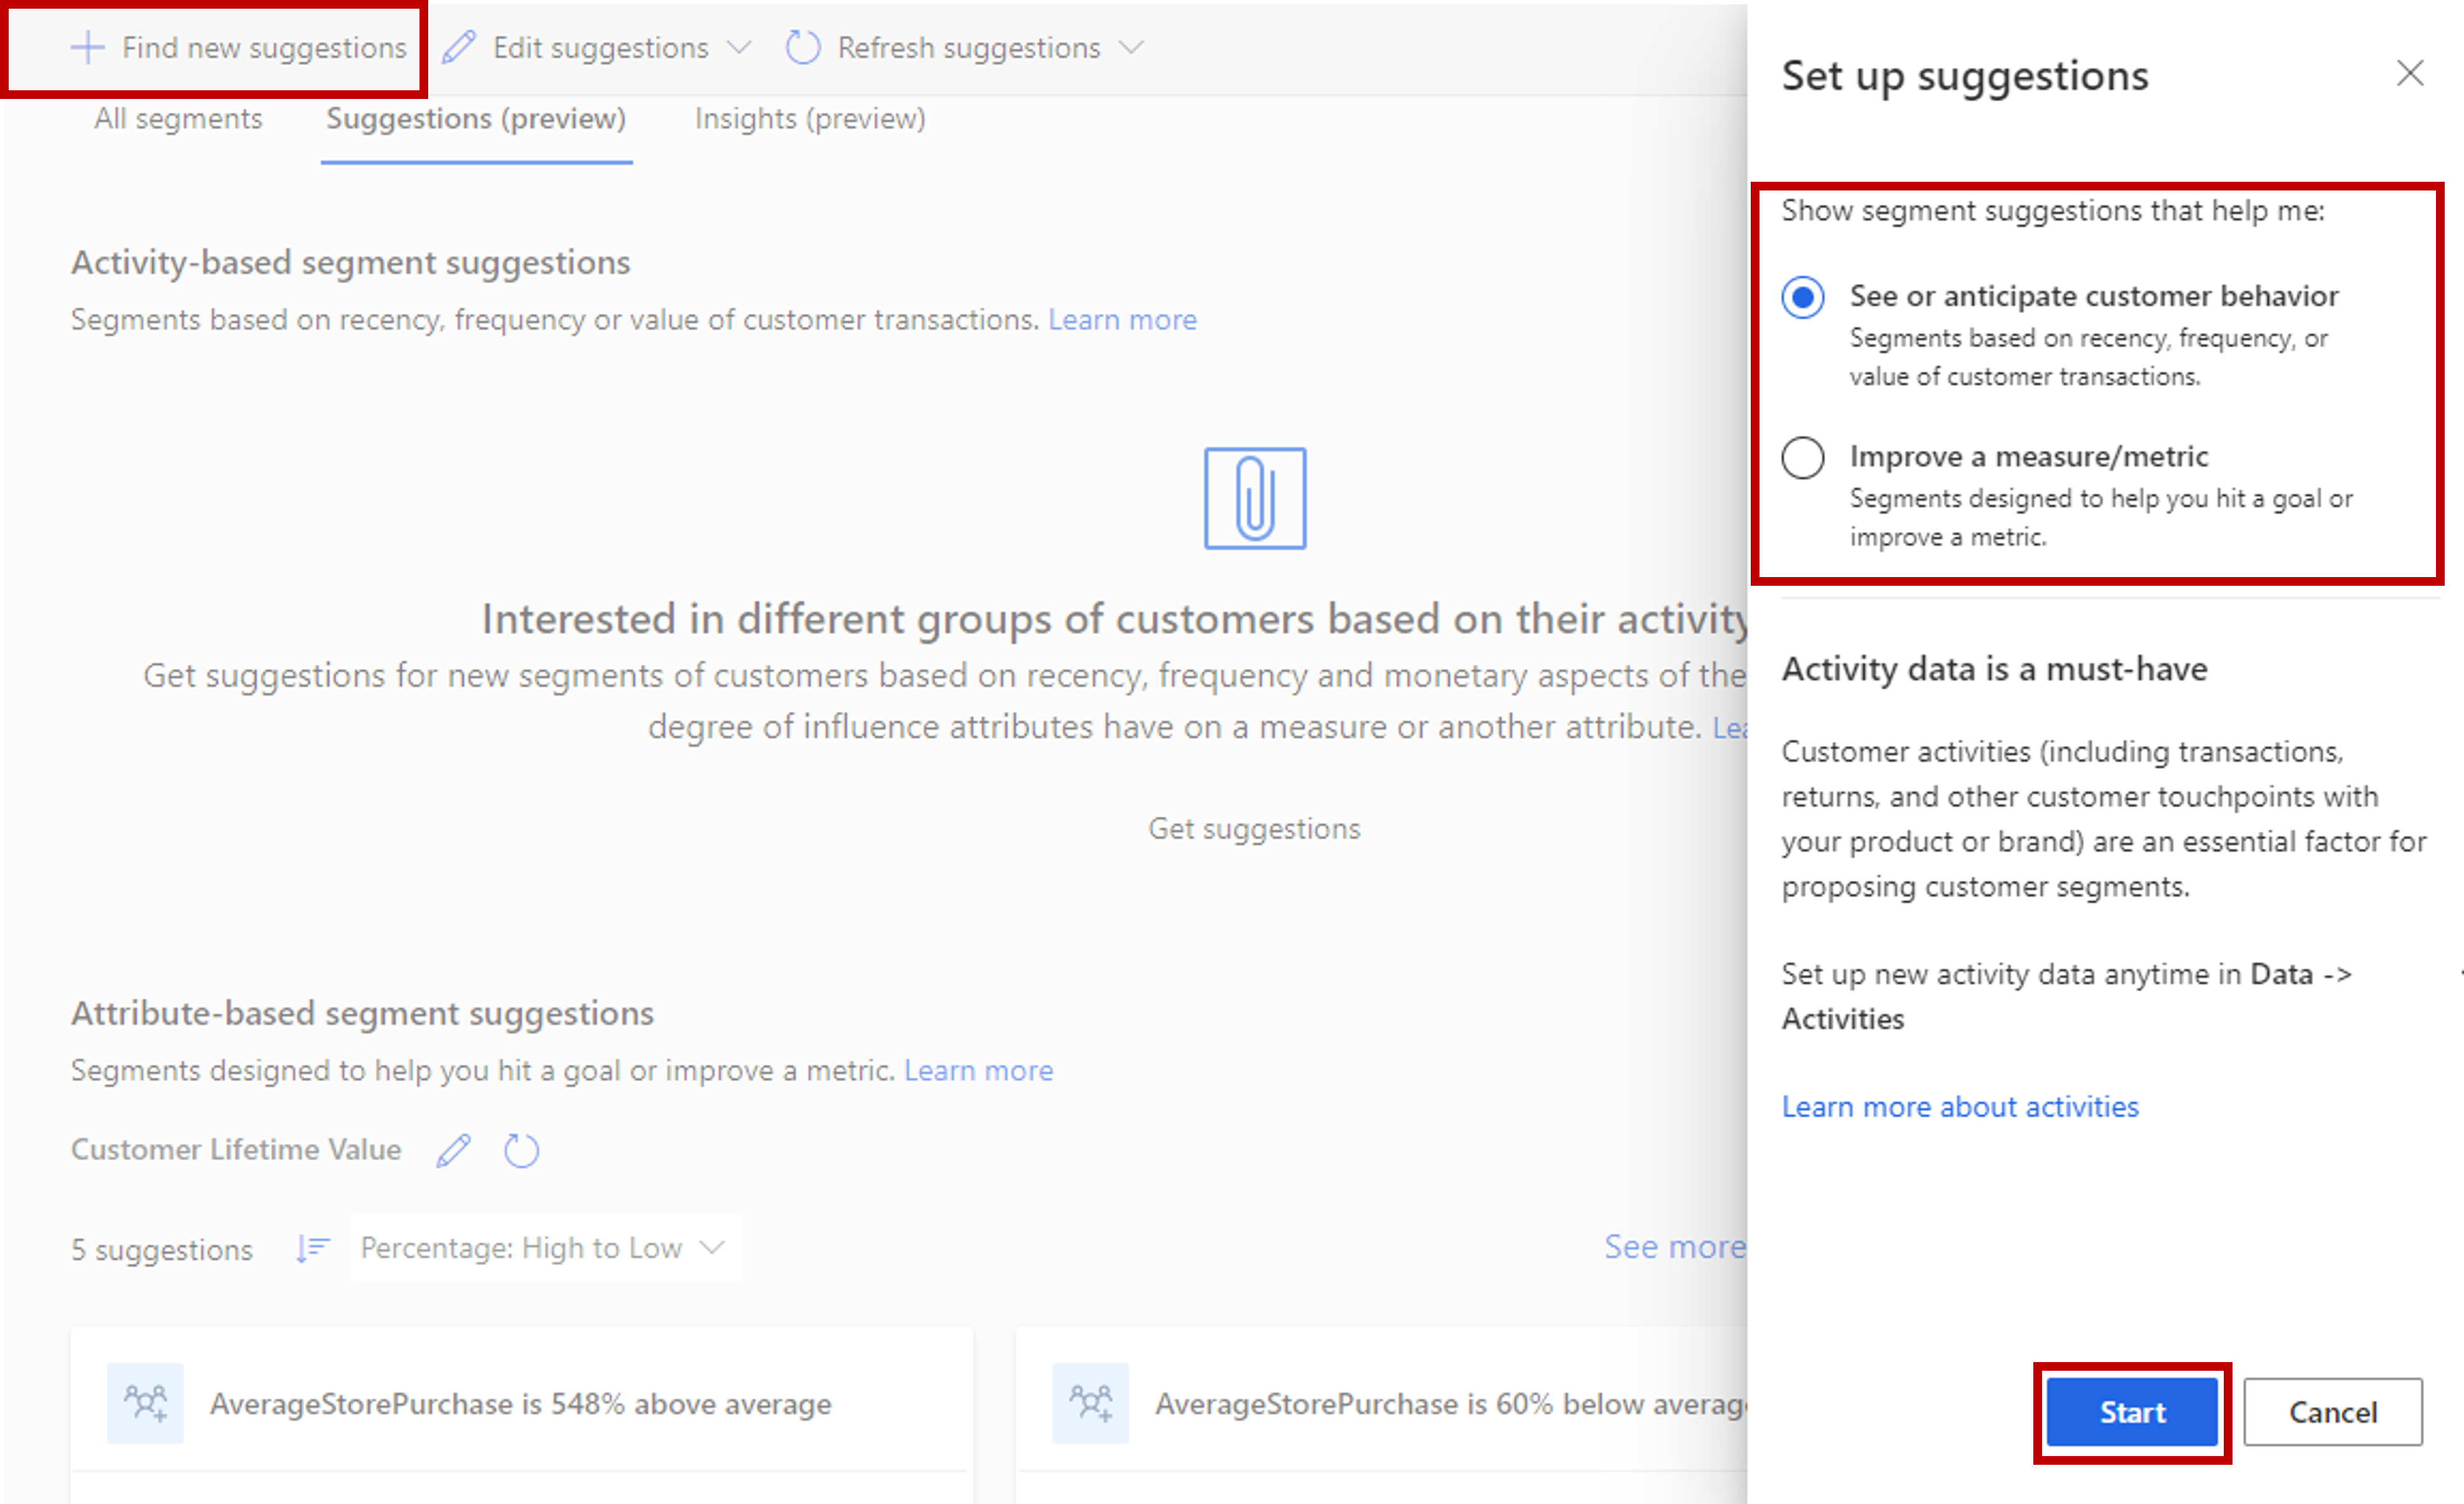 Find new suggestions
Edit suggestions
Refresh suggestions
All segments
Suggestions (preview)
Insights (preview)
Activity-based segment suggestions
Segments based on recency, frequency or value of customer transactions. Learn more
Interested in different groups of customers based on their activity
Get suggestions for new segments of customers based on recency, frequency and monetary aspects of the
degree of influence attributes have on a measure or another attribute. Lea
Get suggestions
Attribute-based segment suggestions
Segments designed to help you hit a goal or improve a metric. Learn more
Customer Lifetime Value
5 suggestions
Percentage: High to Low
See more
AverageStorePurchase is 548% above average
AverageStorePurchase is 60% below averag
Set up suggestions
Show segment suggestions that help me:
See or anticipate customer behavior
Segments based on recency, frequency, or
value of customer transactions.
Improve a measure/metric
Segments designed to help you hit a goal or
improve a metric.
Activity data is a must-have
Customer activities (including transactions,
returns, and other customer touchpoints with
your product or brand) are an essential factor for
proposing customer segments.
Set up new activity data anytime in Data ->
Activities
Learn more about activities
Start
Cancel